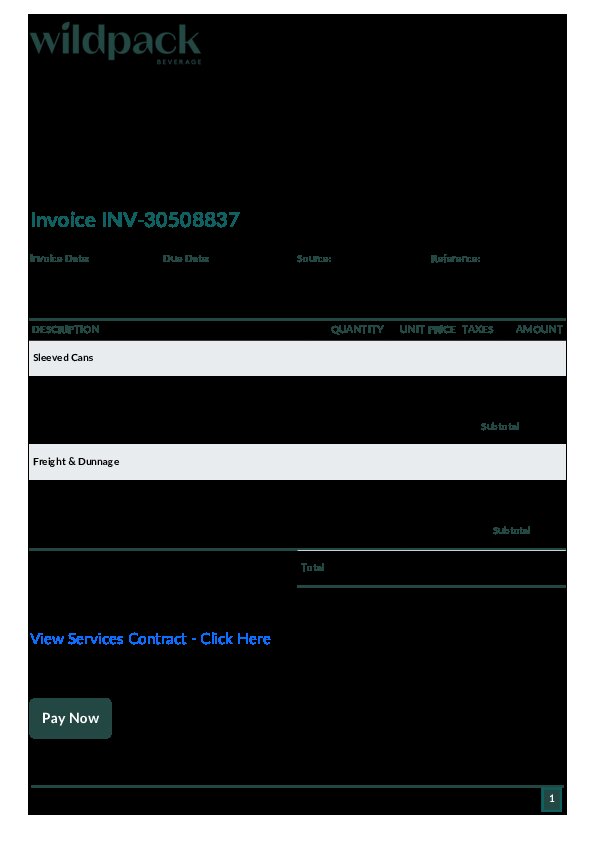 wildpack
BEVERAGE
Invoice INV-30508837
Invoice Date: Due Date: Source: Reference:
DESCRIPTION QUANTITY UNIT PRICE TAXES AMOUNT
Sleeved Cans
Subtotal
Freight & Dunnage
Subtotal
Total
View Services Contract - Click Here
Pay Now
1